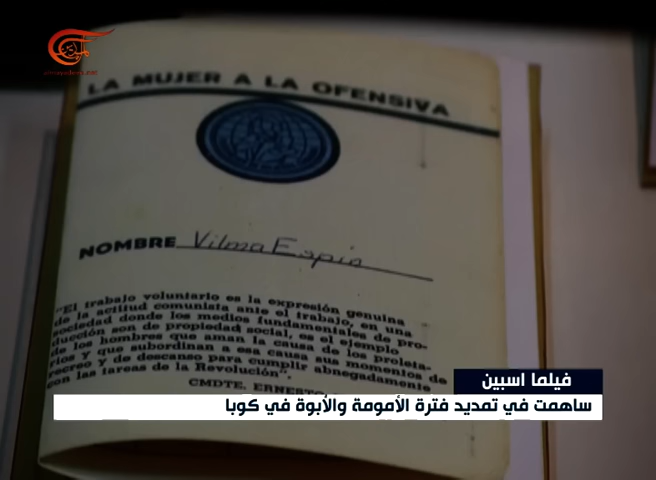 LA MUJER A LA OFENSIVA
NOMBRE Vilma Espin
"El trabajo voluntario es la expresión genuina
de la actitud comunista ante el trabajo, en una
sociedad donde los medios fundamentales de pro-
ducción son de propiedad social, es el ejemplo
de los hombres que aman la causa de los proleta-
rios y que subordinan a esa causa sus momentos de
recreo y de descanso para cumplir abnegadamente
con las tareas de la Revolución".
CMDTE. ERNESTO
فيلما اسبين
ساهمت في تمديد فترة الأمومة والأبوة في كوبا